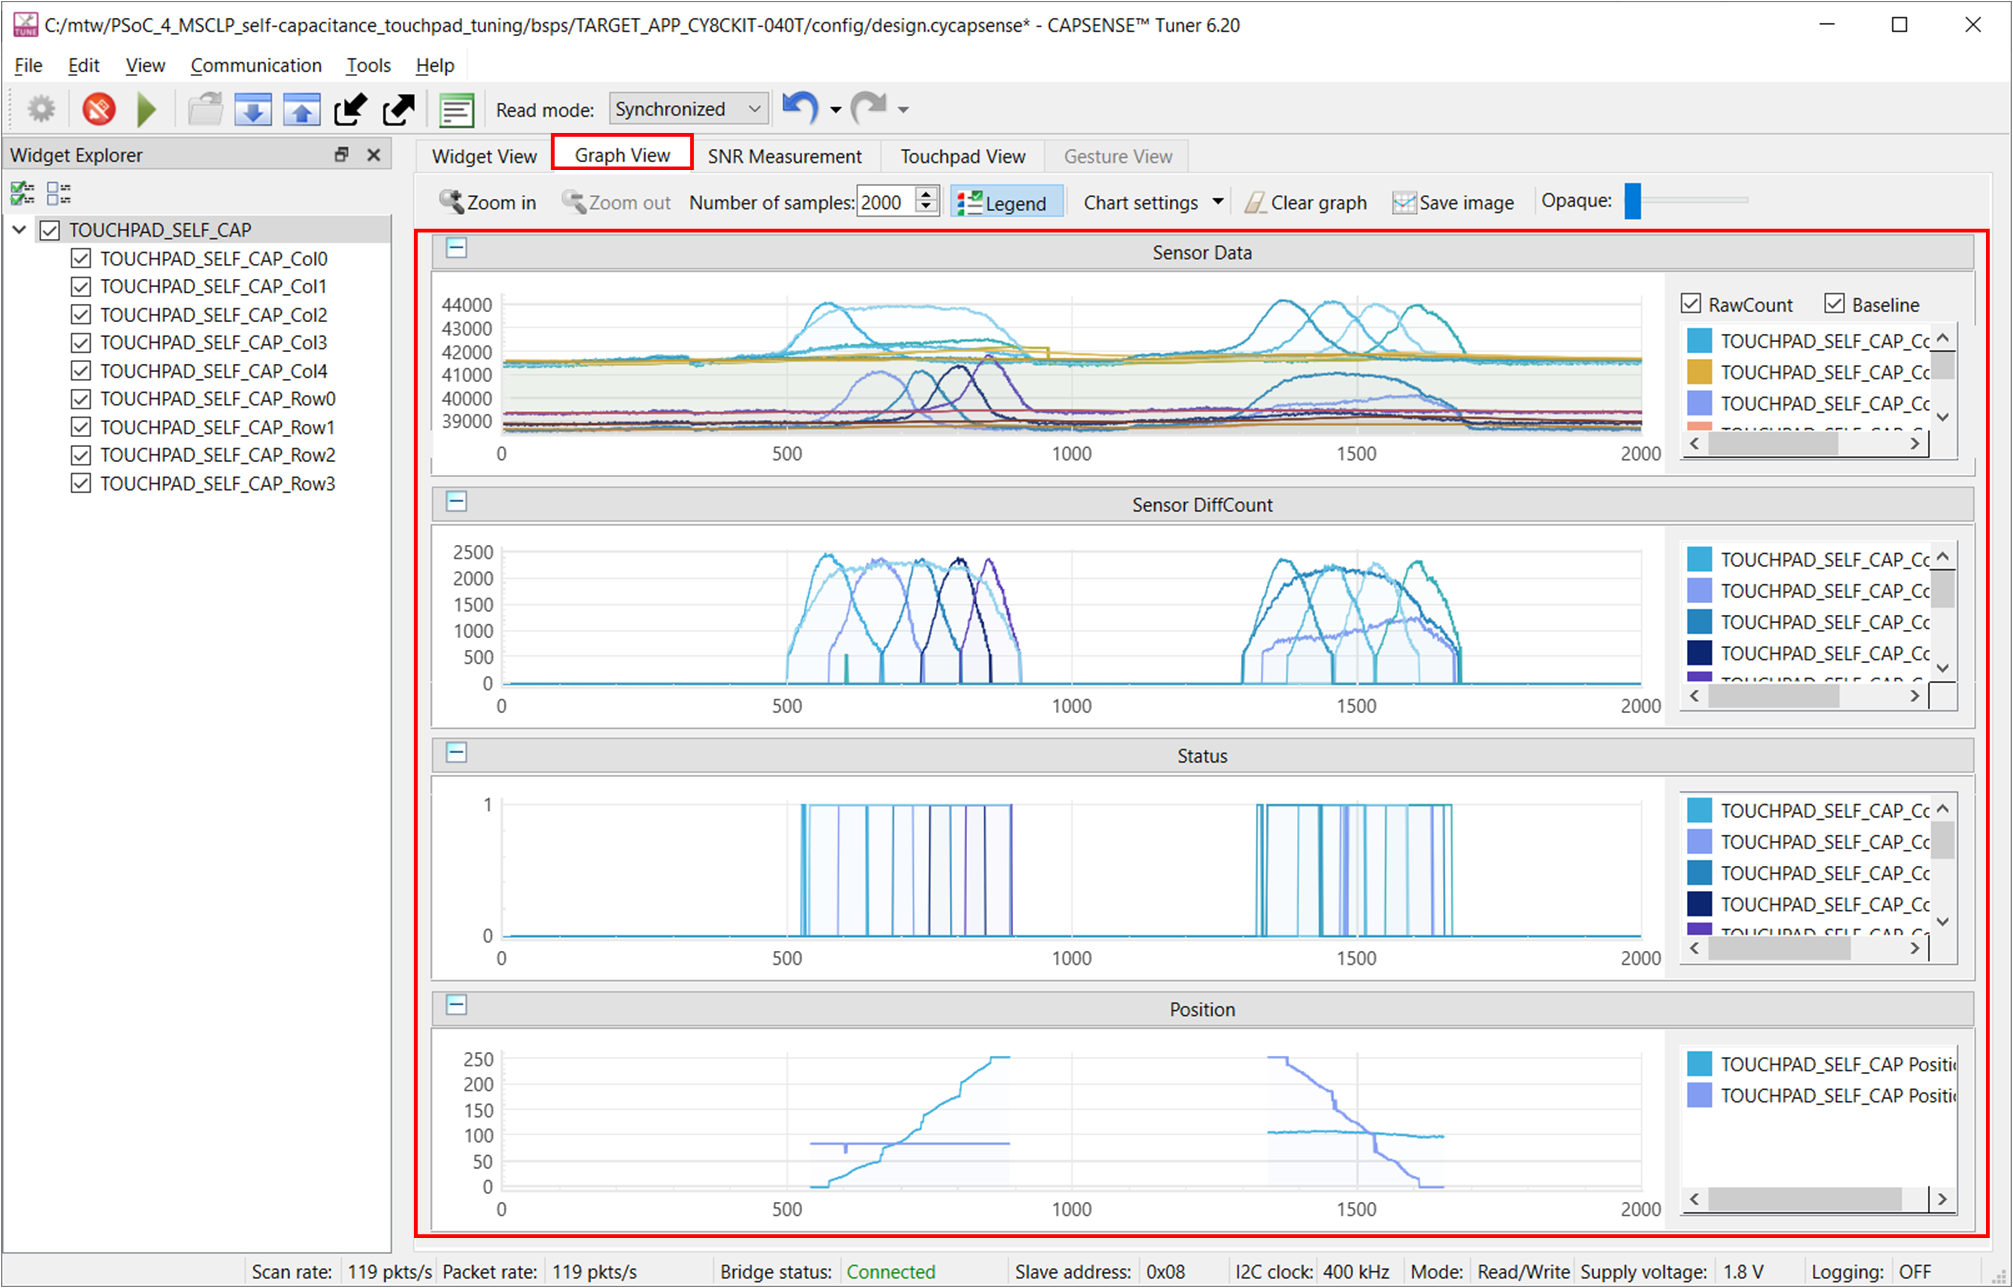 C:/mtw/PSoC_4_MSCLP_self-capacitance_touchpad_tuning/bsps/TARGET_APP_CY8CKIT-040T/config/design.cycapsense* - CAPSENSE™ Tuner 6.20
File Edit View Communication Tools Help
Read mode: Synchronized
Widget Explorer
Widget View Graph View SNR Measurement Touchpad View Gesture View
Zoom in Zoom out Number of samples: 2000 Legend Chart settings Clear graph Save image Opaque:
TOUCHPAD_SELF_CAP
TOUCHPAD_SELF_CAP_Col0
TOUCHPAD_SELF_CAP_Col1
TOUCHPAD_SELF_CAP_Col2
TOUCHPAD_SELF_CAP_Col3
TOUCHPAD_SELF_CAP_Col4
TOUCHPAD_SELF_CAP_Row0
TOUCHPAD_SELF_CAP_Row1
TOUCHPAD_SELF_CAP_Row2
TOUCHPAD_SELF_CAP_Row3
Sensor Data
44000
43000
42000
41000
40000
39000
0 500 1000 1500 2000
RawCount Baseline
TOUCHPAD_SELF_CAP_Cc
TOUCHPAD_SELF_CAP_Cc
TOUCHPAD_SELF_CAP_Cc
Sensor DiffCount
2500
2000
1500
1000
500
0
0 500 1000 1500 2000
TOUCHPAD_SELF_CAP_Cc
TOUCHPAD_SELF_CAP_Cc
TOUCHPAD_SELF_CAP_Cc
TOUCHPAD_SELF_CAP_Cc
Status
1
0
0 500 1000 1500 2000
TOUCHPAD_SELF_CAP_Cc
TOUCHPAD_SELF_CAP_Cc
TOUCHPAD_SELF_CAP_Cc
TOUCHPAD_SELF_CAP_Cc
Position
250
200
150
100
50
0
0 500 1000 1500 2000
TOUCHPAD_SELF_CAP Positi
TOUCHPAD_SELF_CAP Positi
Scan rate: 119 pkts/s Packet rate: 119 pkts/s Bridge status: Connected Slave address: 0x08 I2C clock: 400 kHz Mode: Read/Write Supply voltage: 1.8 V Logging: OFF